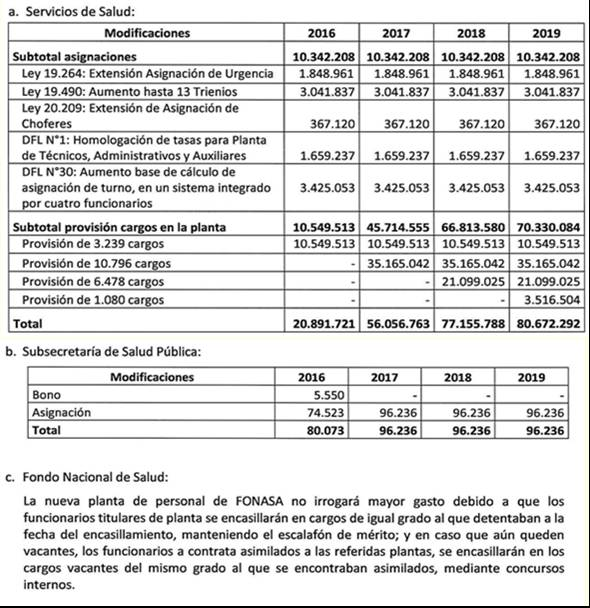 a. Servicios de Salud:
Modificaciones 2016 2017 2018 2019
Subtotal asignaciones 10.342.208 10.342.208 10.342.208 10.342.208
Ley 19.264: Extensión Asignación de Urgencia 1.848.961 1.848.961 1.848.961 1.848.961
Ley 19.490: Aumento hasta 13 Trienios 3.041.837 3.041.837 3.041.837 3.041.837
Ley 20.209: Extensión de Asignación de
Choferes 367.120 367.120 367.120 367.120
DFL N°1: Homologación de tasas para Planta
de Técnicos, Administrativos y Auxiliares 1.659.237 1.659.237 1.659.237 1.659.237
DFL N°30: Aumento base de cálculo de
asignación de turno, en un sistema integrado 3.425.053 3.425.053 3.425.053 3.425.053
por cuatro funcionarios
Subtotal provisión cargos en la planta 10.549.513 45.714.555 66.813.580 70.330.084
Provisión de 3.239 cargos 10.549.513 10.549.513 10.549.513 10.549.513
Provisión de 10.796 cargos - 35.165.042 35.165.042 35.165.042
Provisión de 6.478 cargos - - 21.099.025 21.099.025
Provisión de 1.080 cargos - - - 3.516.504
Total 20.891.721 56.056.763 77.155.788 80.672.292
b. Subsecretaría de Salud Pública:
Modificaciones 2016 2017 2018 2019
Bono 5.550 - - -
Asignación 74.523 96.236 96.236 96.236
Total 80.073 96.236 96.236 96.236
c. Fondo Nacional de Salud:
La nueva planta de personal de FONASA no irrogará mayor gasto debido a que los
funcionarios titulares de planta se encasillarán en cargos de igual grado al que detentaban a la
fecha del encasillamiento, manteniendo el escalafón de mérito; y en caso que aún queden
vacantes, los funcionarios a contrata asimilados a las referidas plantas, se encasillarán en los
cargos vacantes del mismo grado al que se encontraban asimilados, mediante concursos
internos.